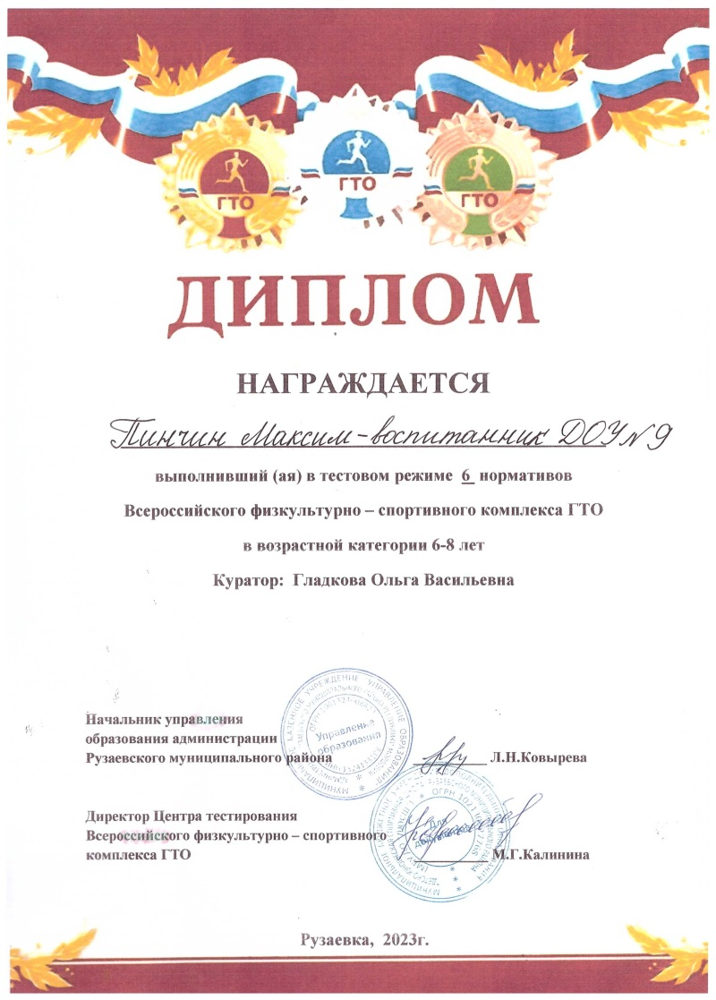 ГТО
ГТО
ГТО
ДИПЛОМ
НАГРАЖДАЕТСЯ
Пинчин Максим-воспитанник ДОУ№9
выполнивший (ая) в тестовом режиме 6 нормативов
Всероссийского физкультурно – спортивного комплекса ГТО
в возрастной категории 6-8 лет
Куратор: Гладкова Ольга Васильевна
Начальник управления
образования администрации
Рузаевского муниципального района Л.Н.Ковырева
Управление
образования
Директор Центра тестирования
Всероссийского физкультурно – спортивного
комплекса ГТО М.Г.Калинина
Для
Рузаевка, 2023г.